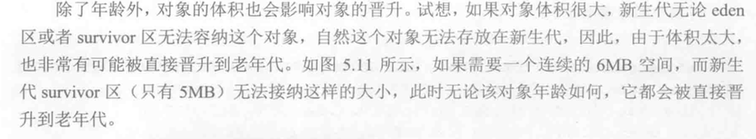 除了年龄外，对象的体积也会影响对象的晋升。试想，如果对象体积很大，新生代无论 eden
区或者 survivor 区无法容纳这个对象，自然这个对象无法存放在新生代，因此，由于体积太大，
也非常有可能被直接晋升到老年代。如图 5.11 所示，如果需要一个连续的 6MB 空间，而新生
代 survivor 区（只有 5MB）无法接纳这样的大小，此时无论该对象年龄如何，它都会被直接晋
升到老年代。